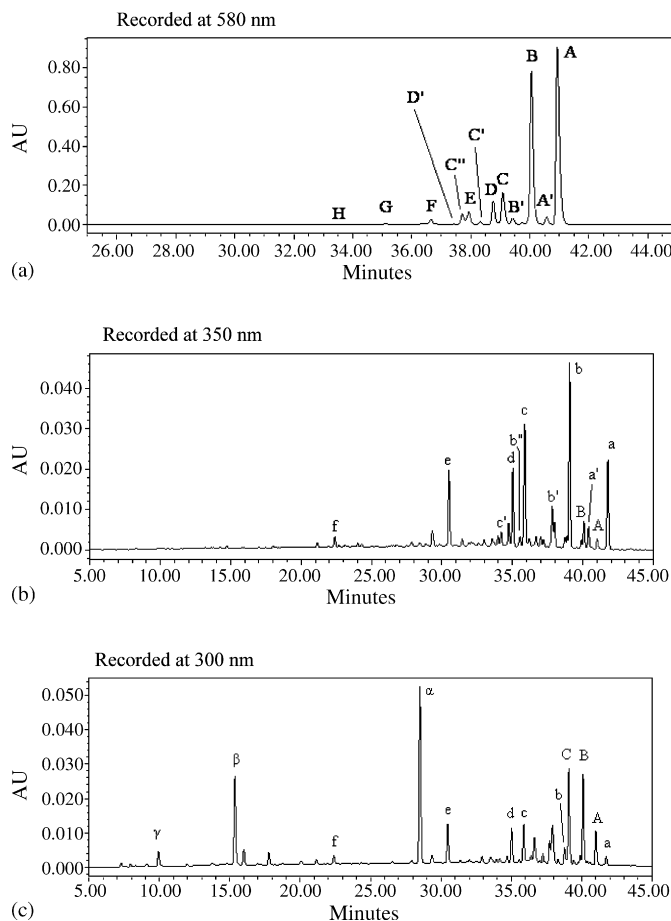 Recorded at 580 nm
AU
0.80
0.60
0.40
0.20
0.00
H G F D' C" E C' D C B' B A' A
26.00 28.00 30.00 32.00 34.00 36.00 38.00 40.00 42.00 44.00
Minutes
(a)
Recorded at 350 nm
AU
0.040
0.030
0.020
0.010
0.000
f e c' d b" c b' b B a' A a
5.00 10.00 15.00 20.00 25.00 30.00 35.00 40.00 45.00
Minutes
(b)
Recorded at 300 nm
AU
0.050
0.040
0.030
0.020
0.010
0.000
γ β f α e d c b C B A a
5.00 10.00 15.00 20.00 25.00 30.00 35.00 40.00 45.00
Minutes
(c)